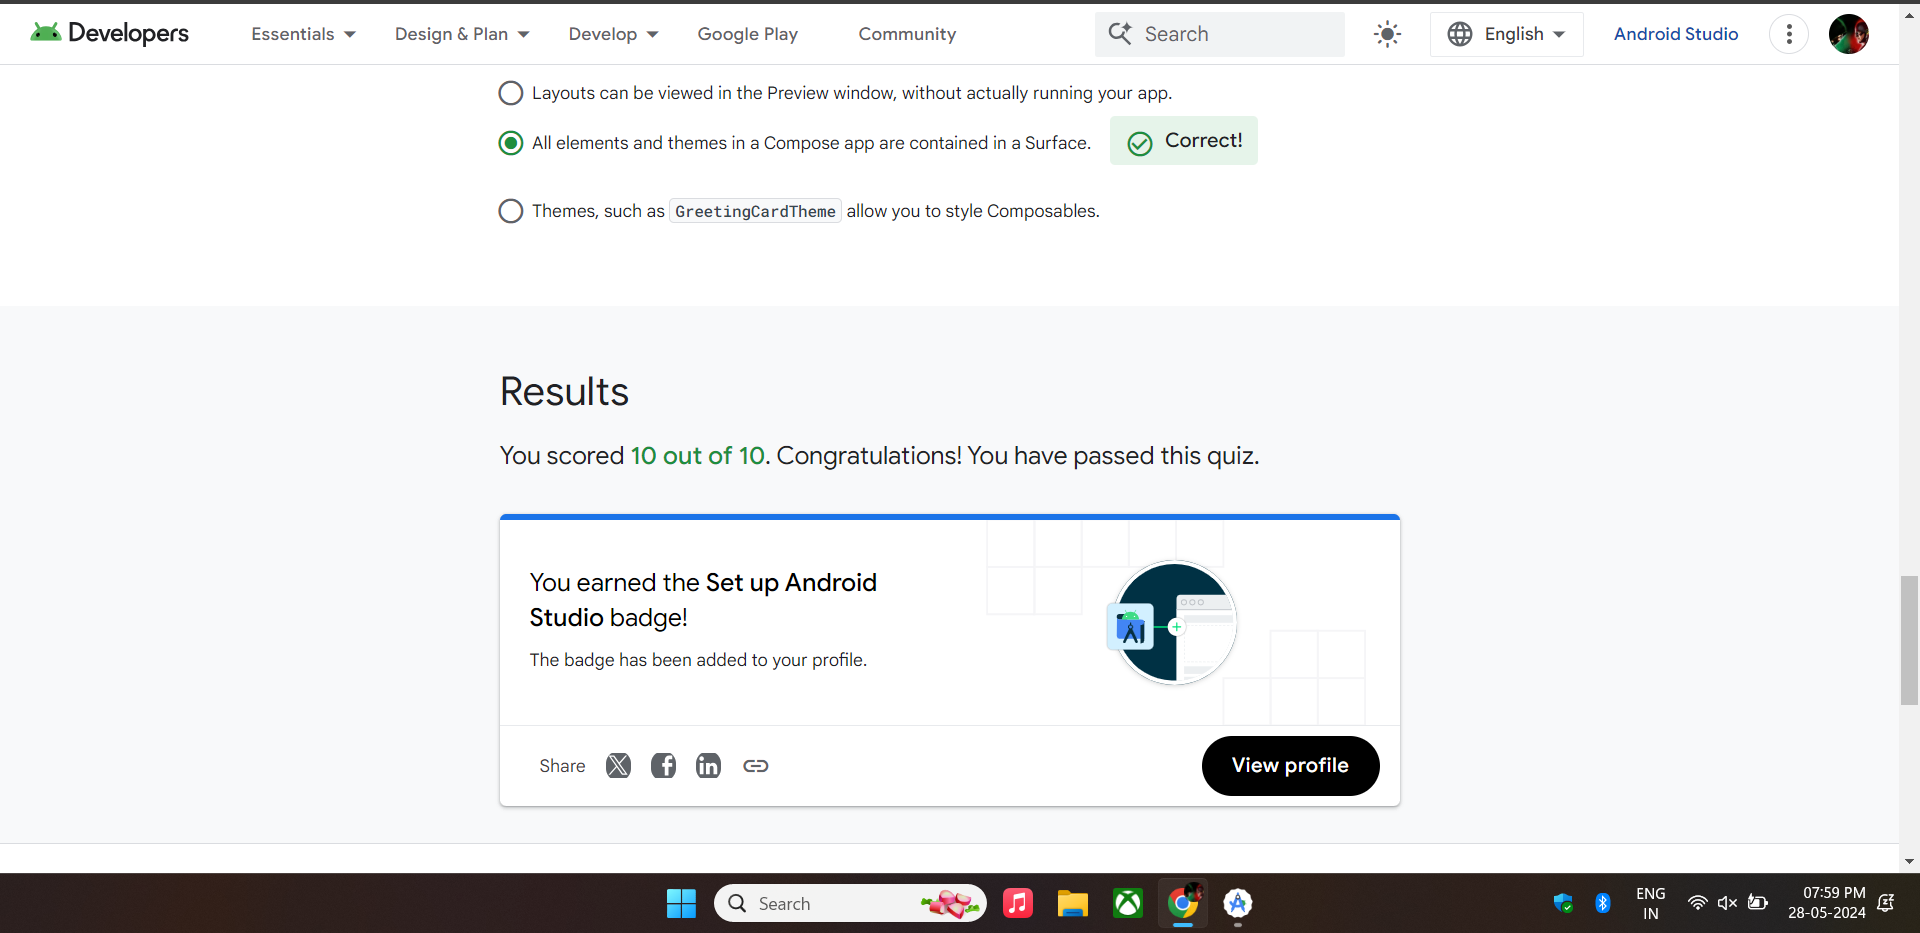 Developers
Essentials
Design & Plan
Develop
Google Play
Community
Search
English
Android Studio
Layouts can be viewed in the Preview window, without actually running your app.
All elements and themes in a Compose app are contained in a Surface.
Correct!
Themes, such as GreetingCardTheme allow you to style Composables.
Results
You scored 10 out of 10. Congratulations! You have passed this quiz.
You earned the Set up Android
Studio badge!
The badge has been added to your profile.
Share
View profile
Search
ENG
IN
07:59 PM
28-05-2024